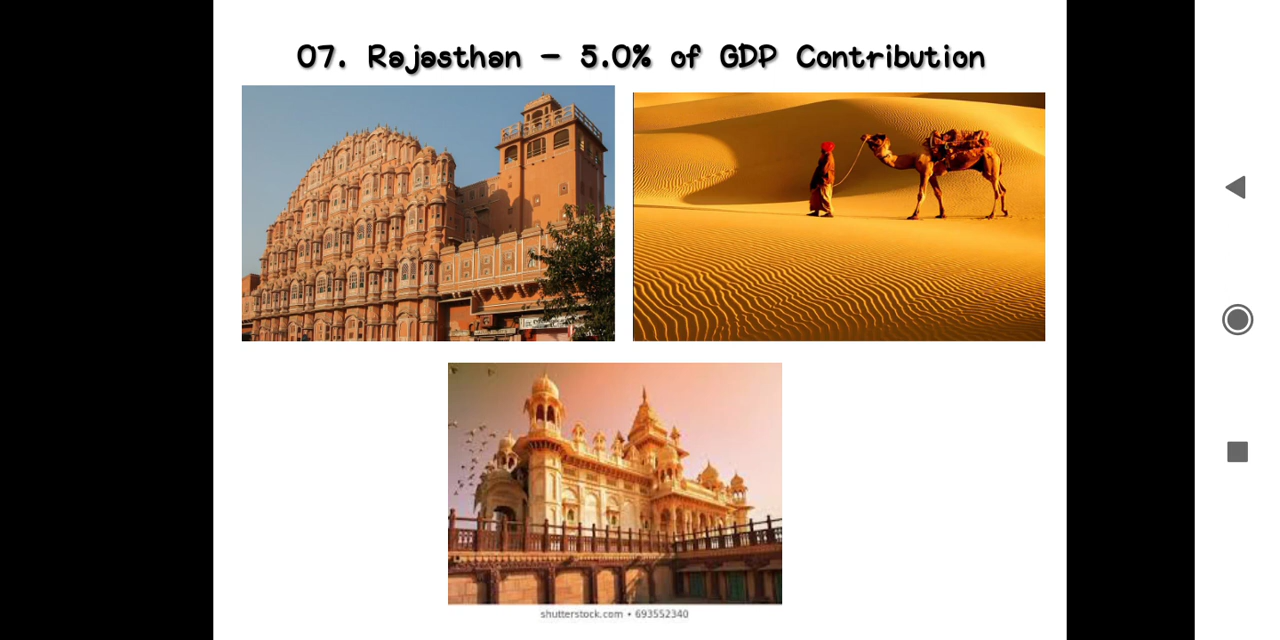 07. Rajasthan - 5.0% of GDP Contribution
shutterstock.com • 693552340